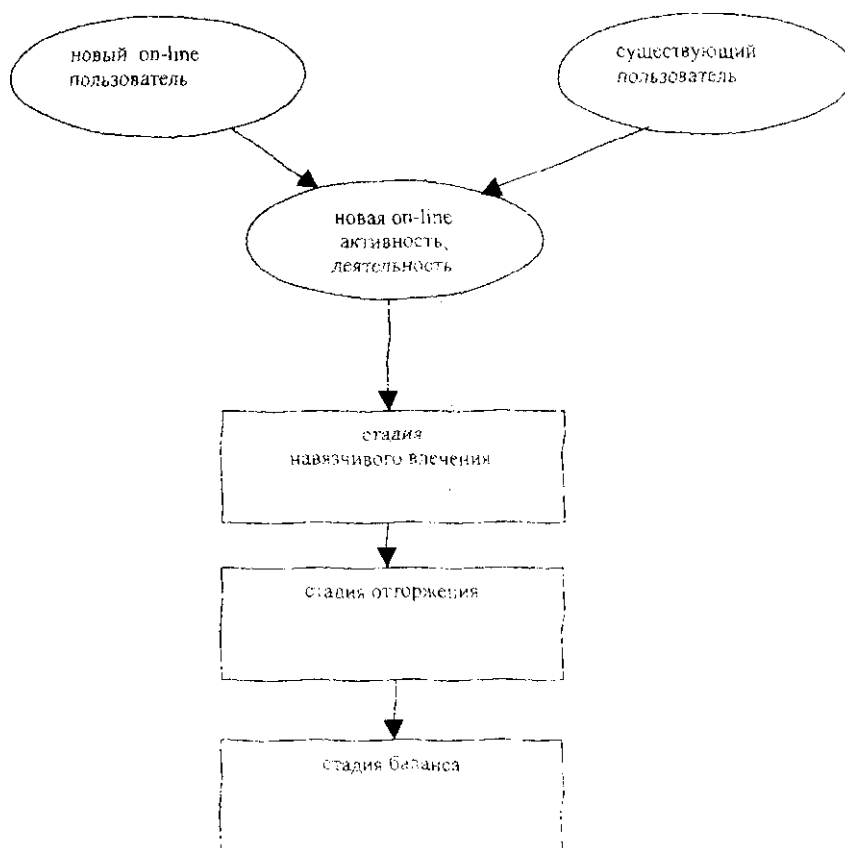 новый on-line
пользователь
существующий
пользователь
новая on-line
активность,
деятельность
стадия
навязчивого влечения
стадия отторжения
стадия баланса